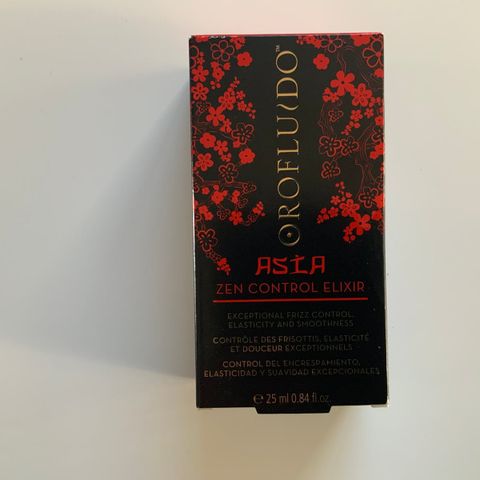 OROFLUIDO™
ASIA
ZEN CONTROL ELIXIR
EXCEPTIONAL FRIZZ CONTROL,
ELASTICITY AND SMOOTHNESS
CONTRÔLE DES FRISOTTIS, ÉLASTICITÉ
ET DOUCEUR EXCEPTIONNELS
CONTROL DEL ENCRESPAMIENTO,
ELASTICIDAD Y SUAVIDAD EXCEPCIONALES
℮ 25 ml 0.84 fl.oz.